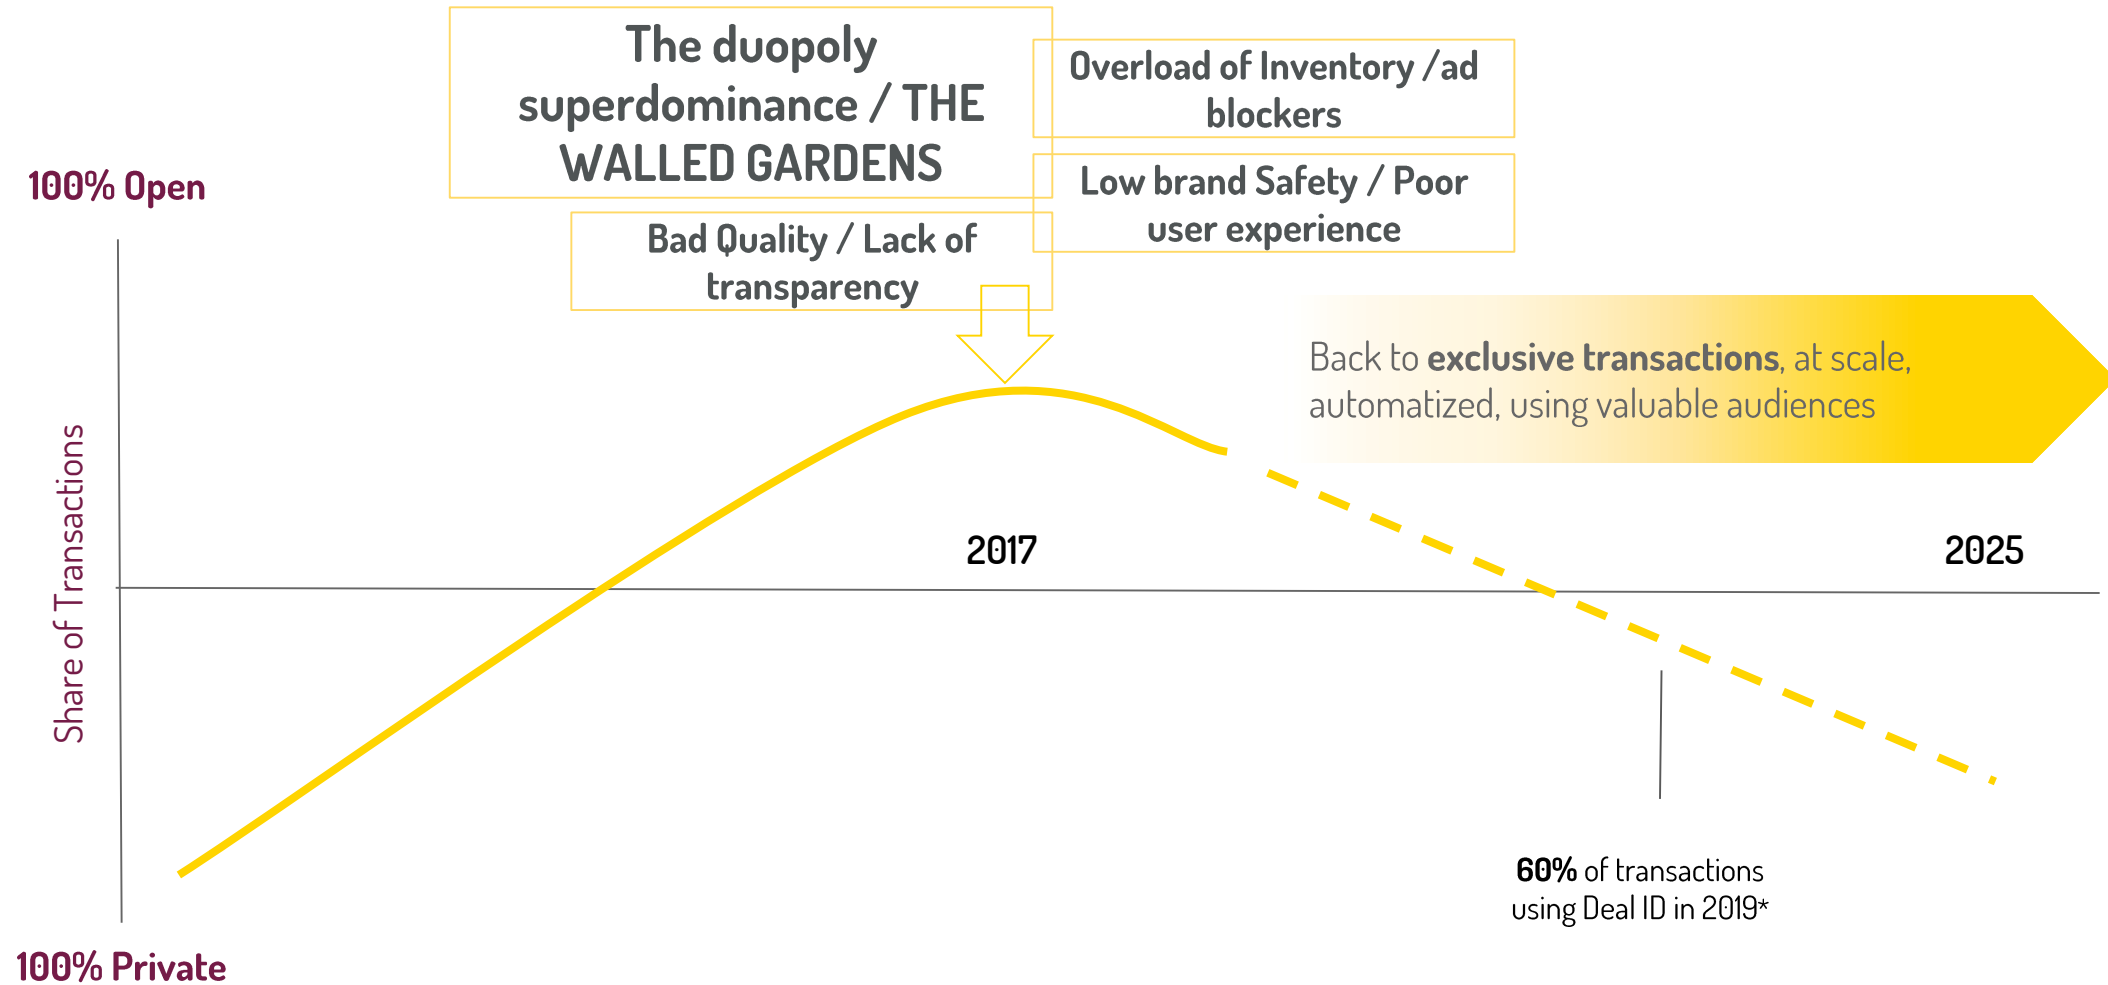 The duopoly
superdominance / THE
WALLED GARDENS
Overload of Inventory /ad
blockers
Low brand Safety / Poor
user experience
Bad Quality / Lack of
transparency
100% Open
Back to exclusive transactions, at scale,
automatized, using valuable audiences
Share of Transactions
2017
2025
60% of transactions
using Deal ID in 2019*
100% Private